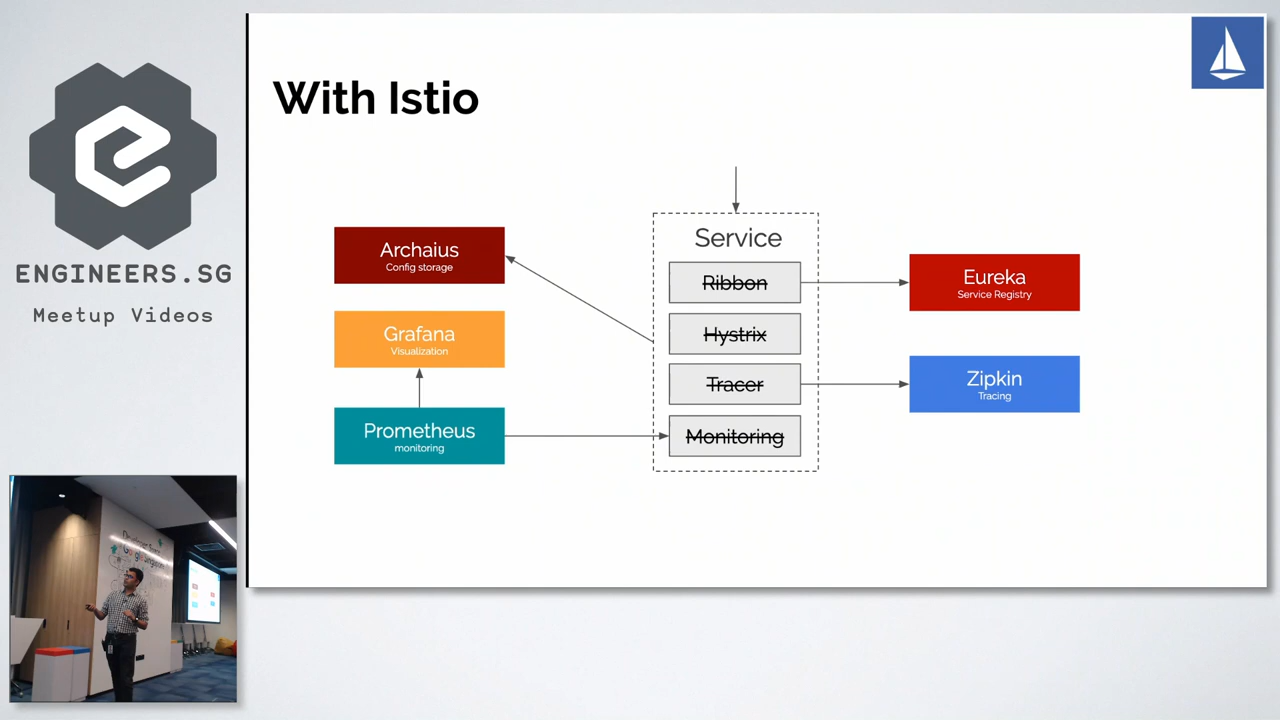 ENGINEERS.SG
Meetup Videos
With Istio
Archaius
Config storage
Grafana
Visualization
Prometheus
monitoring
Service
Ribbon
Hystrix
Tracer
Monitoring
Eureka
Service Registry
Zipkin
Tracing